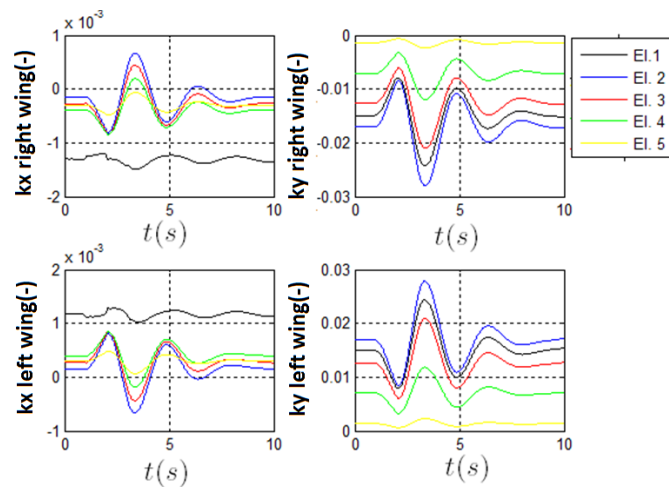 x 10⁻³
1
0
-1
-2
kx right wing(-)
0 5 10
t(s)
0
-0.01
-0.02
-0.03
ky right wing(-)
0 5 10
t(s)
El.1
El. 2
El. 3
El. 4
El. 5
x 10⁻³
2
1
0
-1
kx left wing(-)
0 5 10
t(s)
0.03
0.02
0.01
0
ky left wing(-)
0 5 10
t(s)